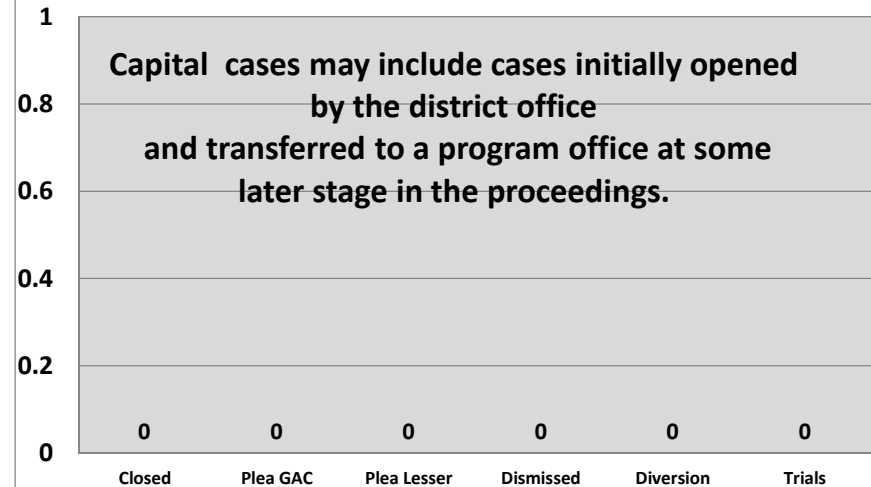 1
Capital cases may include cases initially opened
0.8
by the district office
and transferred to a program office at some
0.6
later stage in the proceedings.
0.4
0.2
0 0 0 0 0 0
0
Closed Plea GAC Plea Lesser Dismissed Diversion Trials